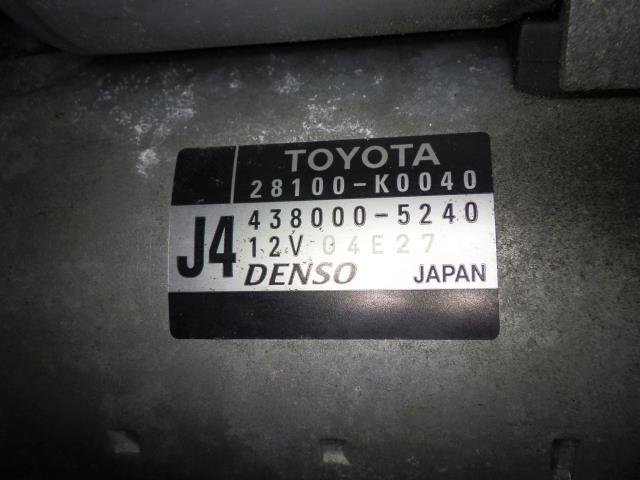 TOYOTA
28100-K0040
J4
438000-5240
12V 04E27
DENSO JAPAN